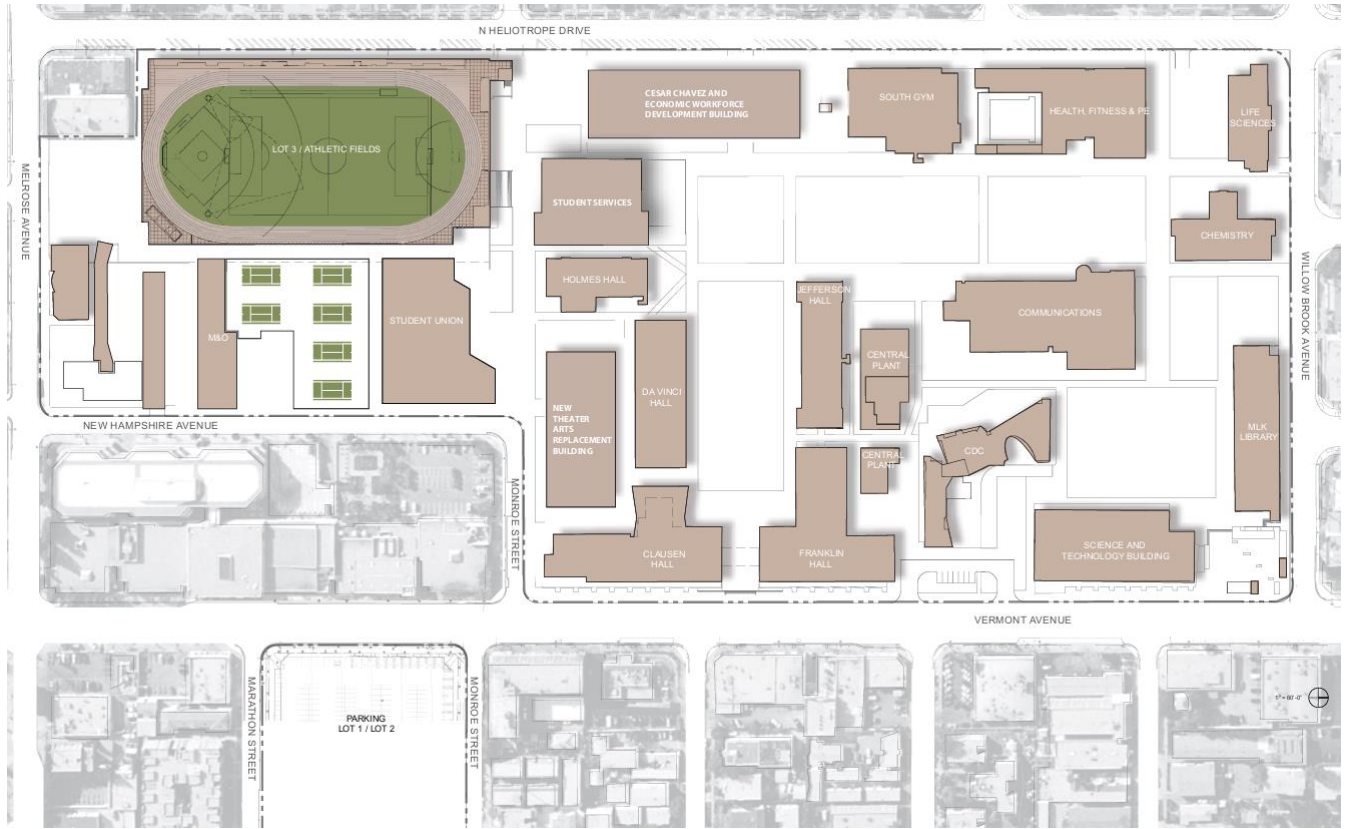 N HELIOTROPE DRIVE
CESAR CHAVEZ AND
ECONOMIC WORKFORCE
DEVELOPMENT BUILDING
SOUTH GYM
HEALTH, FITNESS & PE
LIFE
SCIENCES
LOT 3 / ATHLETIC FIELDS
MELROSE AVENUE
STUDENT SERVICES
CHEMISTRY
HOLMES HALL
JEFFERSON
HALL
COMMUNICATIONS
WILLOW BROOK AVENUE
M&O
STUDENT UNION
CENTRAL
PLANT
DA VINCI
HALL
NEW
THEATER
ARTS
REPLACEMENT
BUILDING
NEW HAMPSHIRE AVENUE
MLK
LIBRARY
CDC
CENTRAL
PLANT
MONROE STREET
CLAUSEN
HALL
FRANKLIN
HALL
SCIENCE AND
TECHNOLOGY BUILDING
VERMONT AVENUE
MARATHON STREET
PARKING
LOT 1 / LOT 2
MONROE STREET
1" = 80'-0"